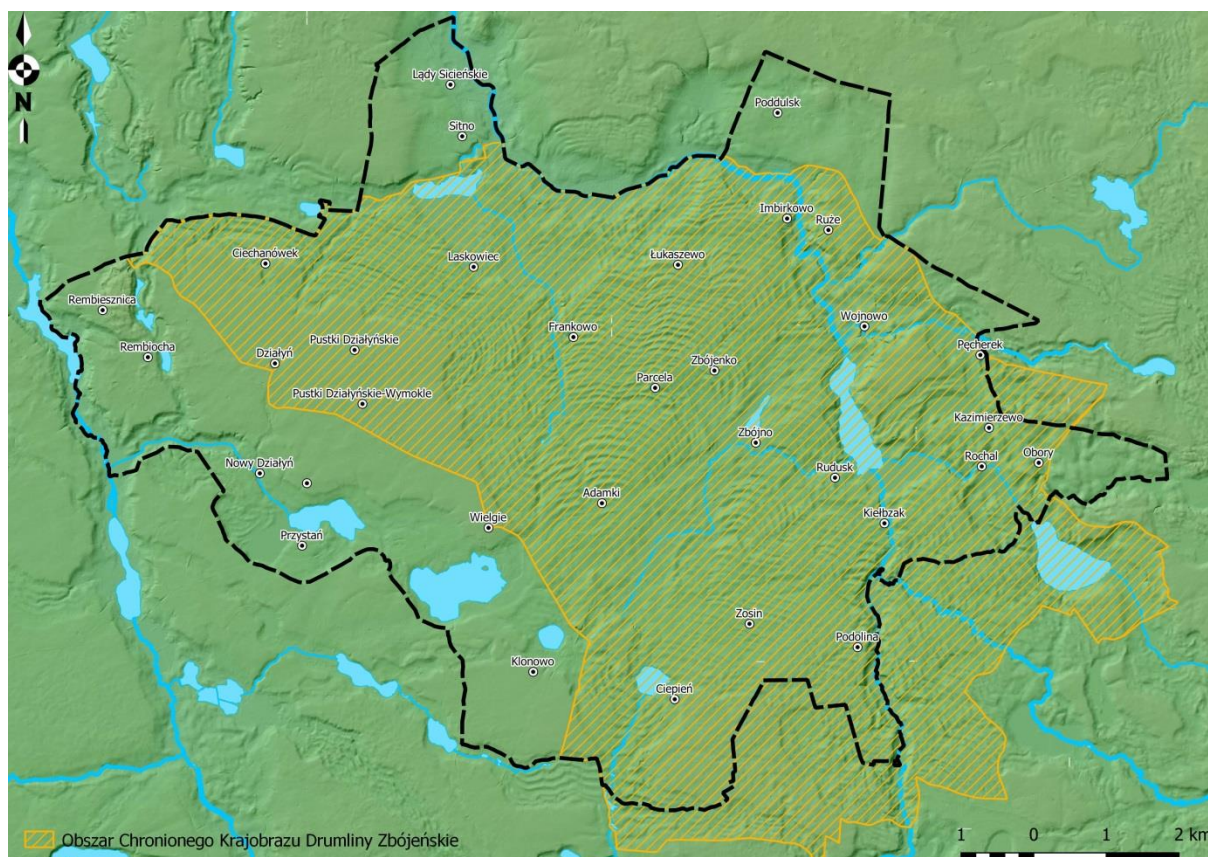 N
Lądy Sicieńskie
Poddulsk
Sitno
Imbirkowo
Ruże
Ciechanówek
Laskowiec
Łukaszewo
Rembiesznica
Wojnowo
Frankowo
Rembiocha
Pustki Działyńskie
Pęcherek
Działyń
Zbójenko
Parcela
Pustki Działyńskie-Wymokle
Kazimierzewo
Zbójno
Obory
Nowy Działyń
Rudusk
Rochal
Adamki
Wielgie
Kiełbzak
Przystań
Zosin
Podolina
Klonowo
Ciepień
Obszar Chronionego Krajobrazu Drumliny Zbójeńskie
1 0 1 2 km